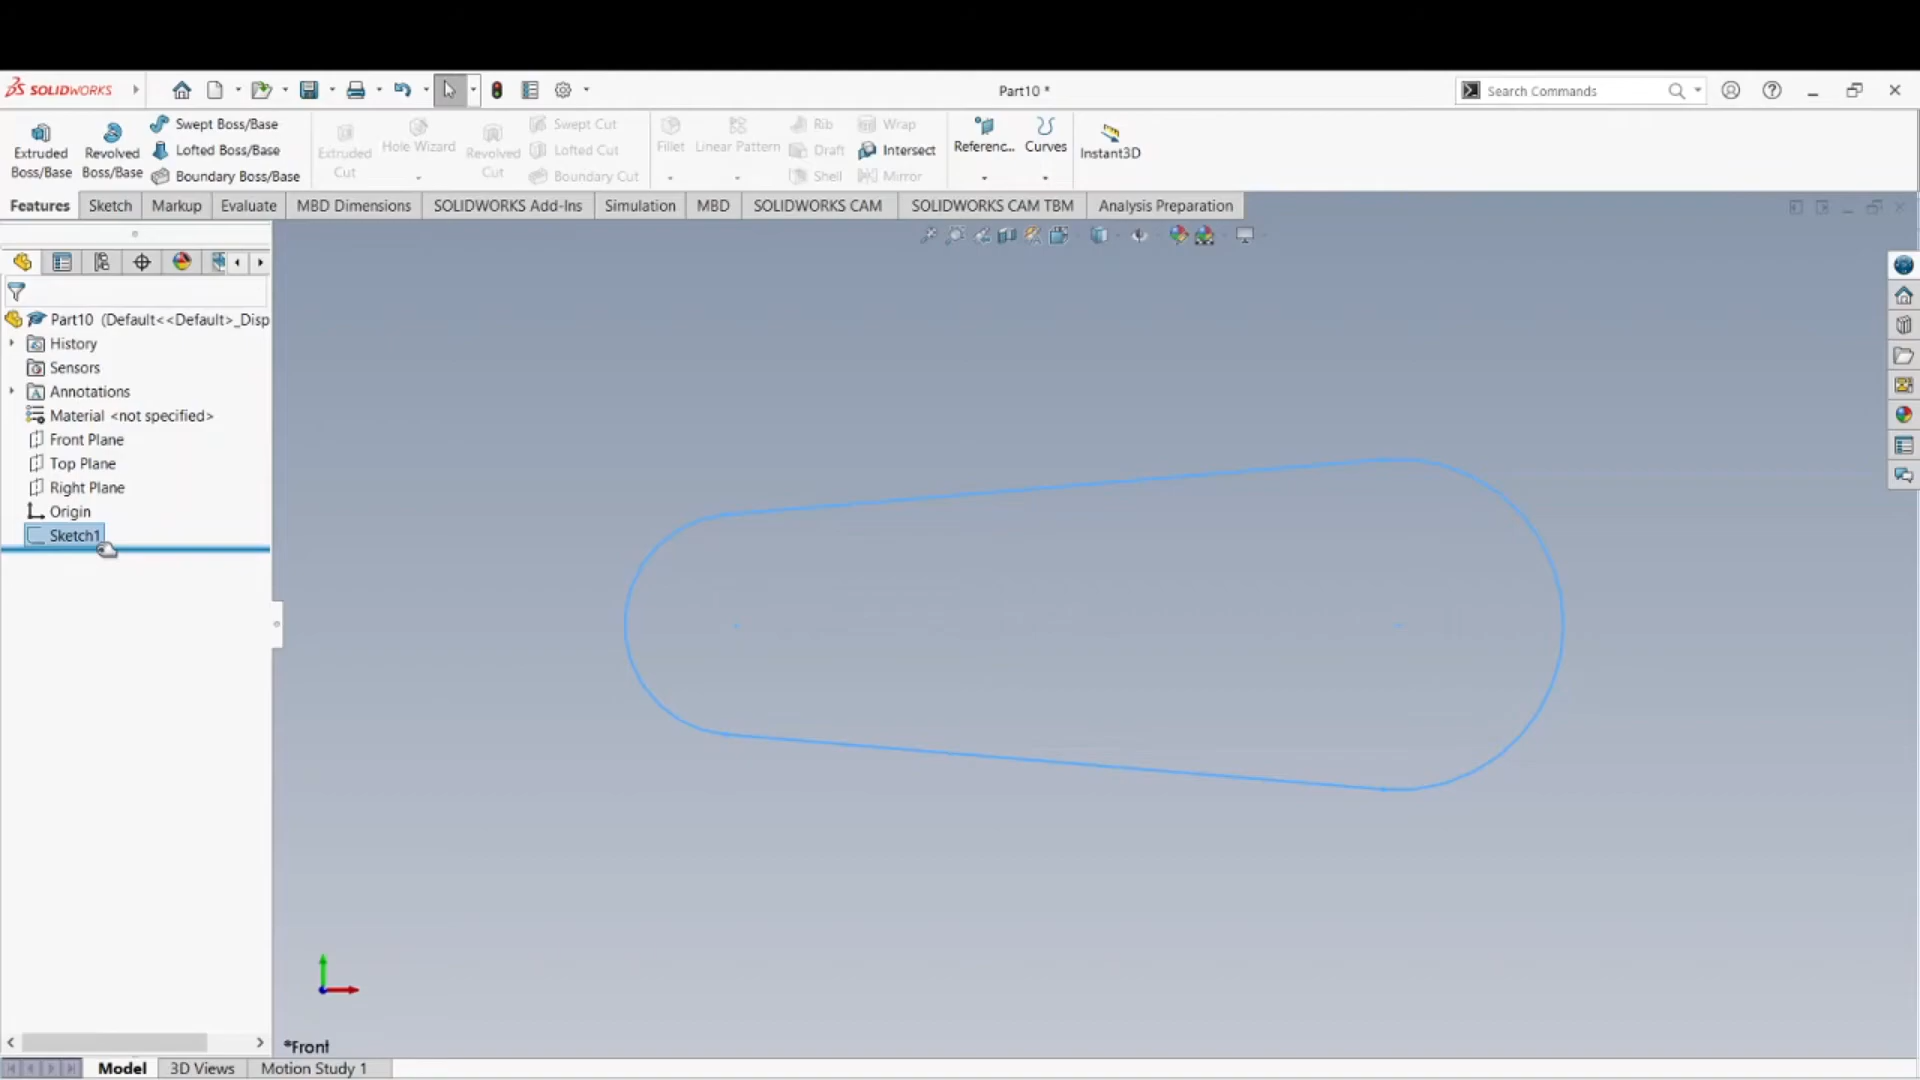 SOLIDWORKS
Part10 *
Search Commands
Extruded Boss/Base
Revolved Boss/Base
Swept Boss/Base
Lofted Boss/Base
Boundary Boss/Base
Extruded Cut
Hole Wizard
Revolved Cut
Swept Cut
Lofted Cut
Boundary Cut
Fillet
Linear Pattern
Rib
Draft
Shell
Wrap
Intersect
Mirror
Referenc...
Curves
Instant3D
Features
Sketch
Markup
Evaluate
MBD Dimensions
SOLIDWORKS Add-Ins
Simulation
MBD
SOLIDWORKS CAM
SOLIDWORKS CAM TBM
Analysis Preparation
Part10 (Default<<Default>_Disp
History
Sensors
Annotations
Material <not specified>
Front Plane
Top Plane
Right Plane
Origin
Sketch1
*Front
Model
3D Views
Motion Study 1